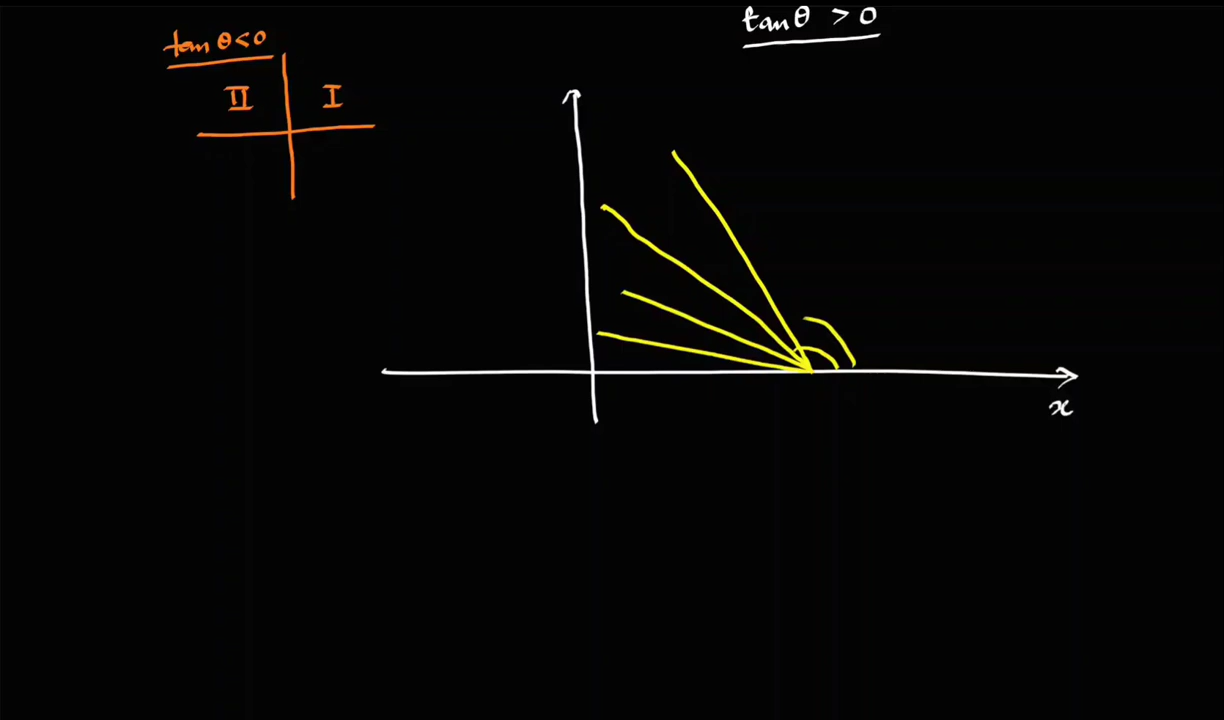 tan θ > 0
tan θ < 0
II I
x